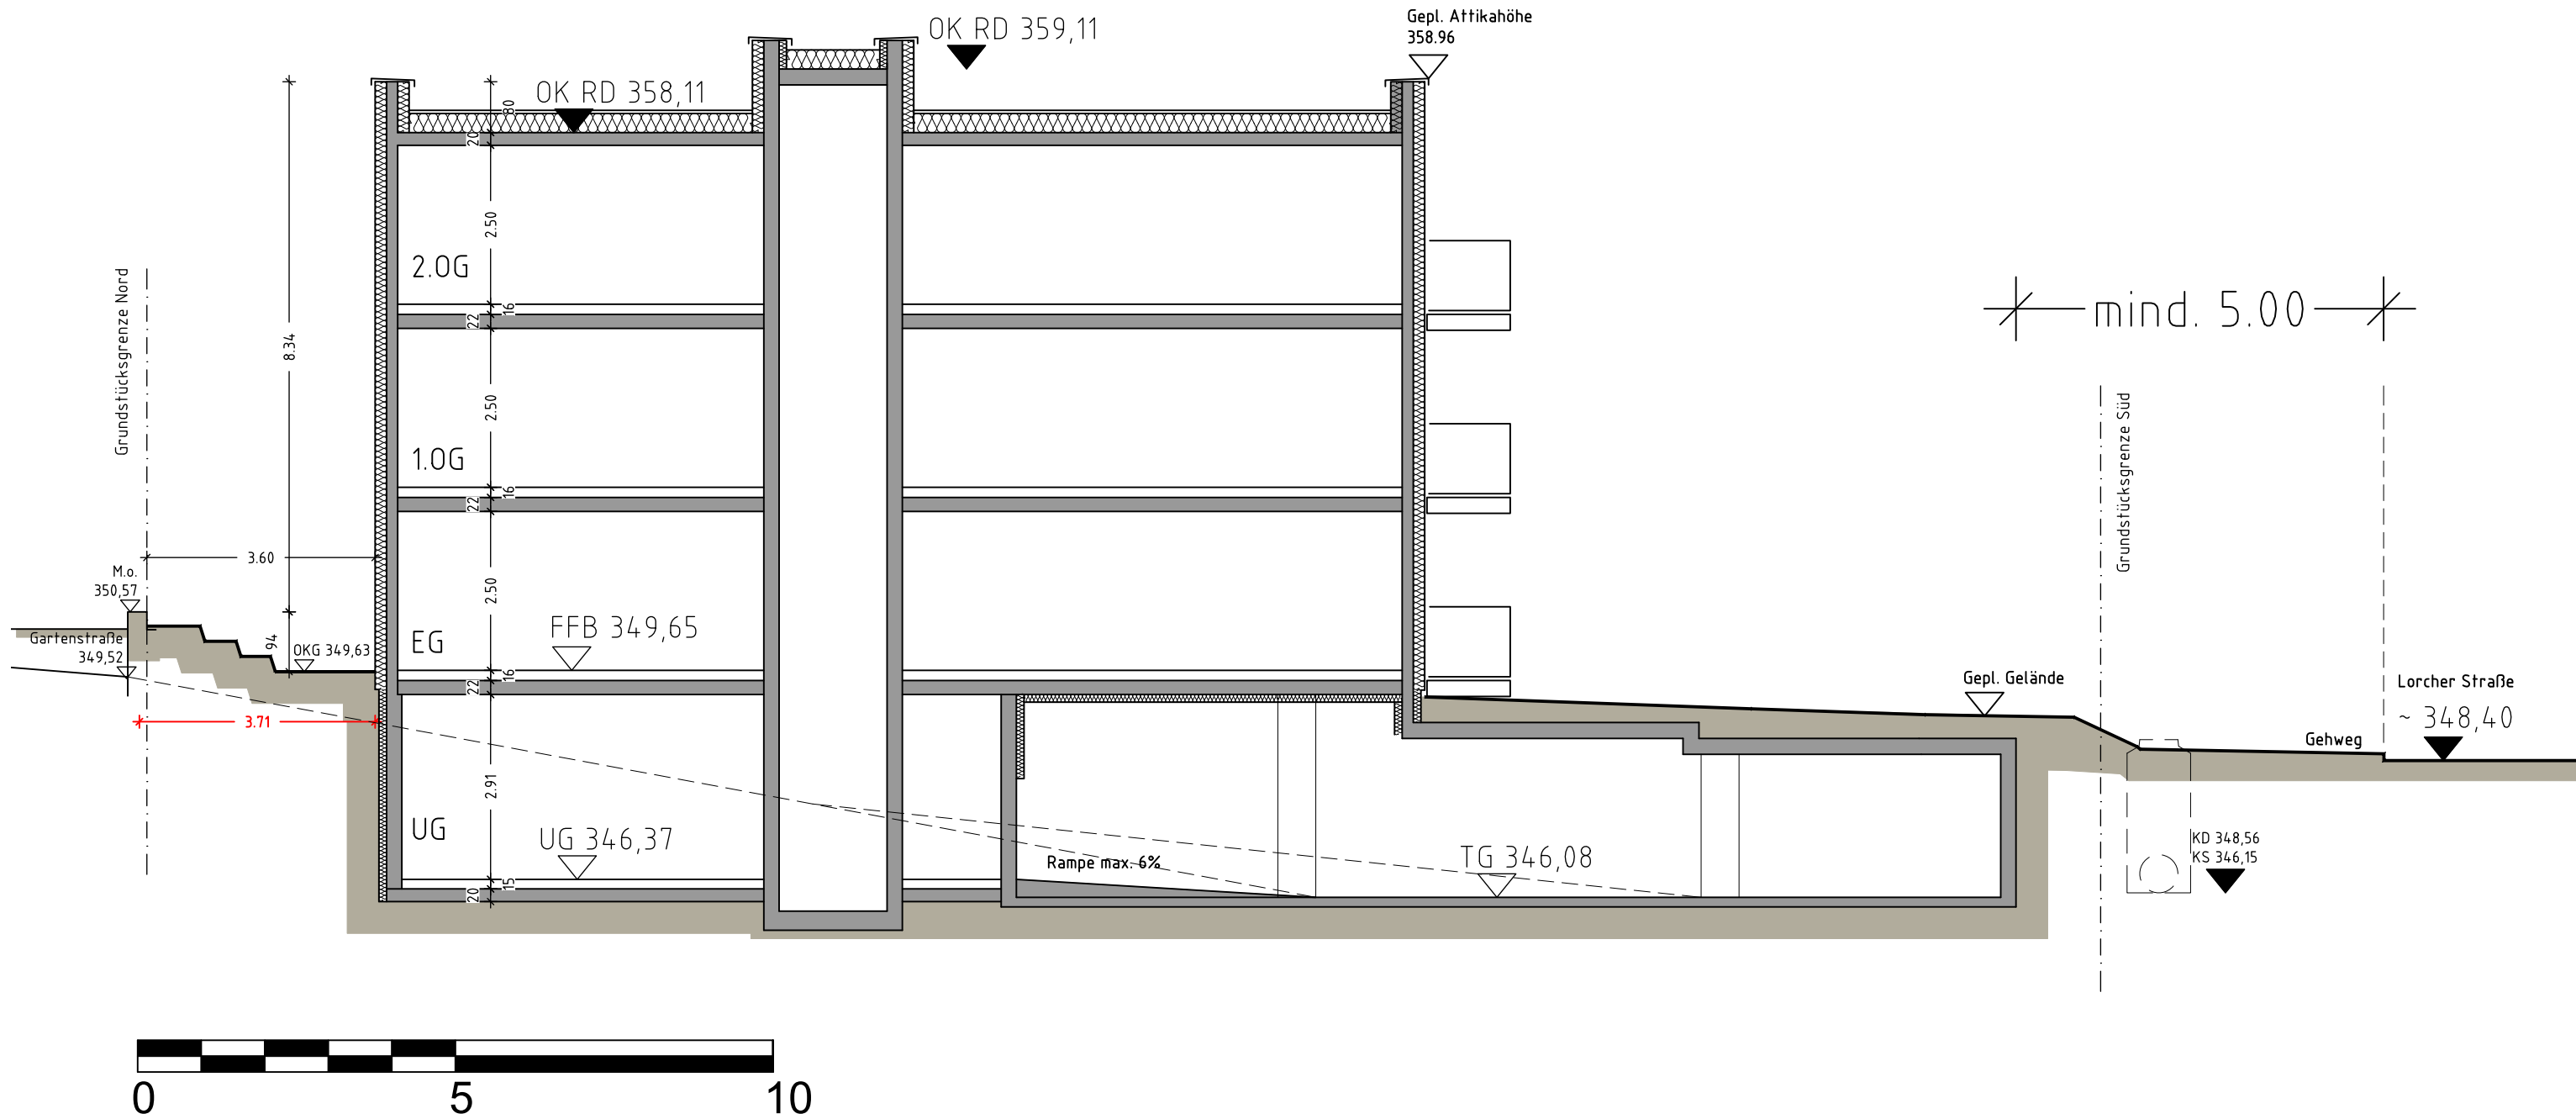 OK RD 359,11
Gepl. Attikahöhe
358.96
OK RD 358,11
80
20
2.50
2.OG
16
22
Grundstücksgrenze Nord
8.34
mind. 5.00
2.50
1.OG
16
22
Grundstücksgrenze Süd
3.60
M.o.
350,57
2.50
FFB 349,65
EG
94
Gartenstraße
349,52
OKG 349,63
16
22
Gepl. Gelände
Lorcher Straße
~ 348,40
Gehweg
3.71
2.91
UG
UG 346,37
Rampe max. 6%
TG 346,08
KD 348,56
KS 346,15
15
20
0
5
10